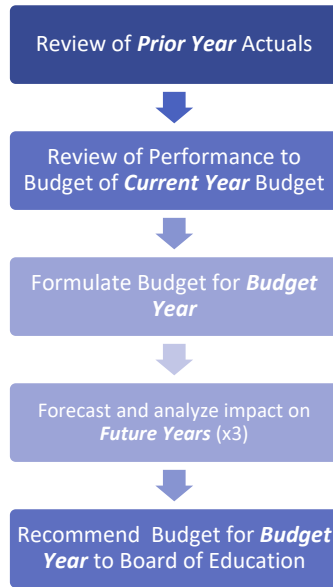 Review of Prior Year Actuals
Review of Performance to
Budget of Current Year Budget
Formulate Budget for Budget
Year
Forecast and analyze impact on
Future Years (x3)
Recommend Budget for Budget
Year to Board of Education